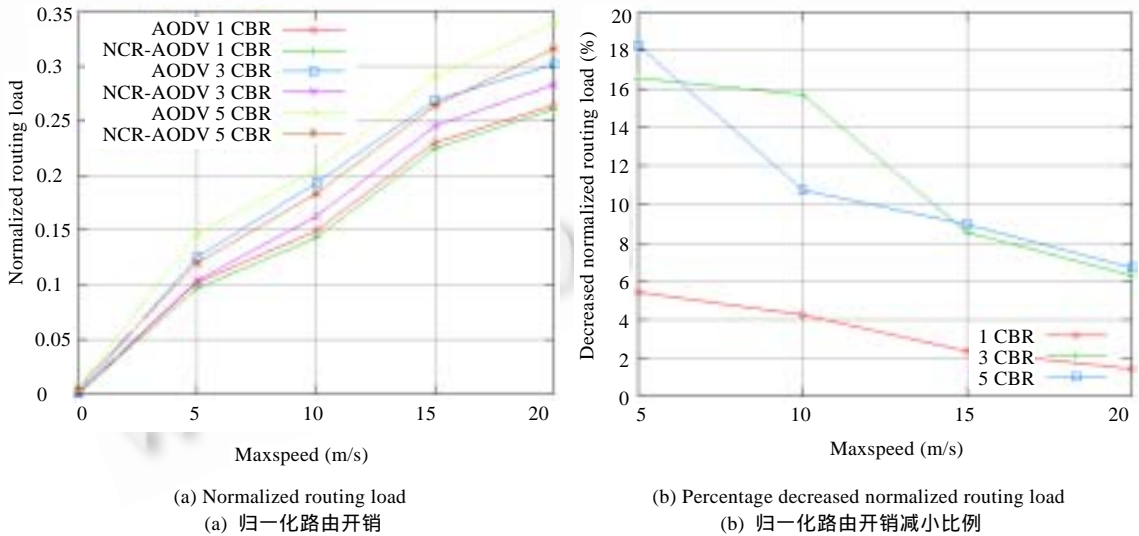 Normalized routing load
0.35
0.3
0.25
0.2
0.15
0.1
0.05
0
AODV 1 CBR
NCR-AODV 1 CBR
AODV 3 CBR
NCR-AODV 3 CBR
AODV 5 CBR
NCR-AODV 5 CBR
0 5 10 15 20
Maxspeed (m/s)
(a) Normalized routing load
(a) 归一化路由开销
Decreased normalized routing load (%)
20
18
16
14
12
10
8
6
4
2
0
1 CBR
3 CBR
5 CBR
5 10 15 20
Maxspeed (m/s)
(b) Percentage decreased normalized routing load
(b) 归一化路由开销减小比例